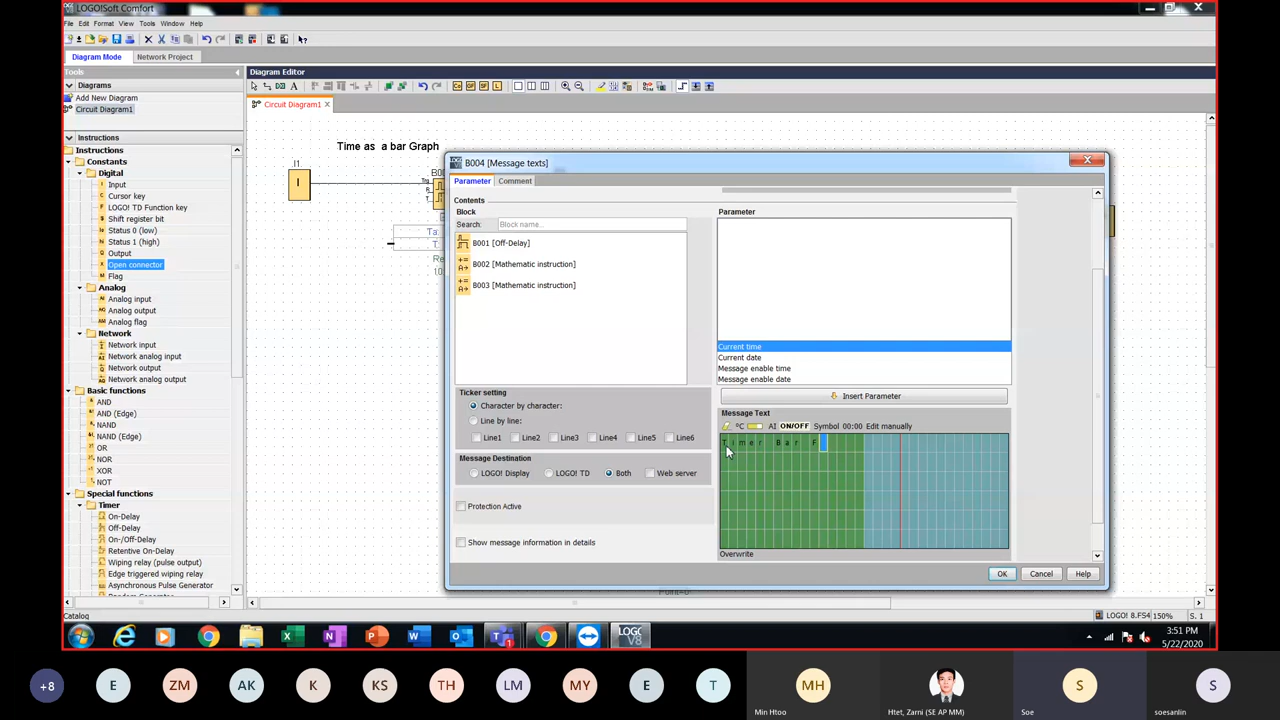 LOGO!Soft Comfort
File Edit Format View Tools Window Help
Diagram Mode Network Project
Tools
Diagram Editor
Diagrams
Add New Diagram
Circuit Diagram1
Circuit Diagram1
Instructions
Instructions
Constants
Digital
Input
Cursor key
LOGO! TD Function key
Shift register bit
Status 0 (low)
Status 1 (high)
Output
Open connector
Flag
Analog
Analog input
Analog output
Analog flag
Network
Network input
Network analog input
Network output
Network analog output
Basic functions
AND
AND (Edge)
NAND
NAND (Edge)
OR
NOR
XOR
NOT
Special functions
Timer
On-Delay
Off-Delay
On-/Off-Delay
Retentive On-Delay
Wiping relay (pulse output)
Edge triggered wiping relay
Asynchronous Pulse Generator
Catalog
Time as a bar Graph
I1
I
Trg
R
T
B004 [Message texts]
Parameter Comment
Contents
Block
Search: Block name...
B001 [Off-Delay]
B002 [Mathematic instruction]
B003 [Mathematic instruction]
Parameter
Current time
Current date
Message enable time
Message enable date
Insert Parameter
Ticker setting
Character by character:
Line by line:
Line1 Line2 Line3 Line4 Line5 Line6
Message Destination
LOGO! Display LOGO! TD Both Web server
Protection Active
Show message information in details
Message Text
°C AI ON/OFF Symbol 00:00 Edit manually
Timer Bar F
Overwrite
OK Cancel Help
LOGO! 8.FS4 150% S. 1
3:51 PM
5/22/2020
+8
E
ZM
AK
K
KS
TH
LM
MY
E
T
MH
Min Htoo
Htet, Zarni (SE AP MM)
S
Soe
S
soesanlin